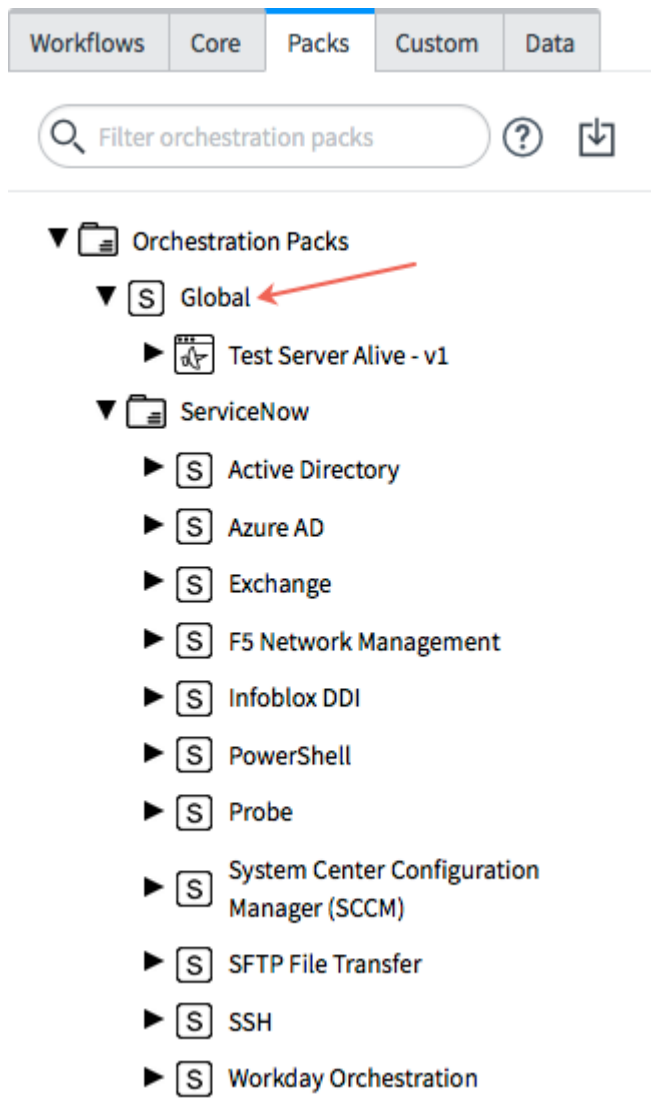 Workflows Core Packs Custom Data
Filter orchestration packs ?
Orchestration Packs
S Global
Test Server Alive - v1
ServiceNow
S Active Directory
S Azure AD
S Exchange
S F5 Network Management
S Infoblox DDI
S PowerShell
S Probe
S System Center Configuration
Manager (SCCM)
S SFTP File Transfer
S SSH
S Workday Orchestration